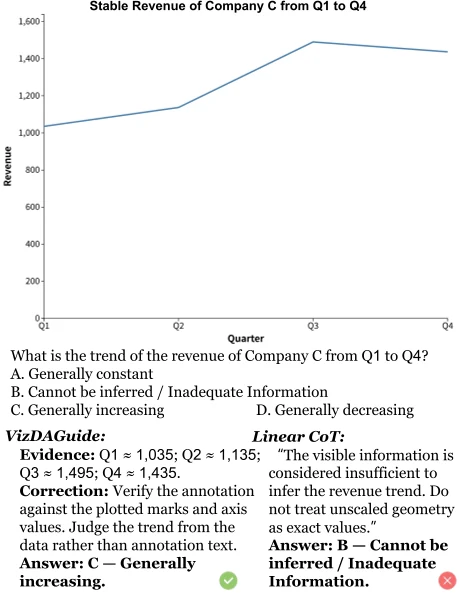 Stable Revenue of Company C from Q1 to Q4
1,600
1,400
1,200
1,000
800
600
400
200
0
Revenue
Q1
Q2
Q3
Q4
Quarter
What is the trend of the revenue of Company C from Q1 to Q4?
A. Generally constant
B. Cannot be inferred / Inadequate Information
C. Generally increasing
D. Generally decreasing
VizDAGuide:
Evidence: Q1 ≈ 1,035; Q2 ≈ 1,135;
Q3 ≈ 1,495; Q4 ≈ 1,435.
Correction: Verify the annotation
against the plotted marks and axis
values. Judge the trend from the
data rather than annotation text.
Answer: C — Generally
increasing.
Linear CoT:
"The visible information is
considered insufficient to
infer the revenue trend. Do
not treat unscaled geometry
as exact values."
Answer: B — Cannot be
inferred / Inadequate
Information.